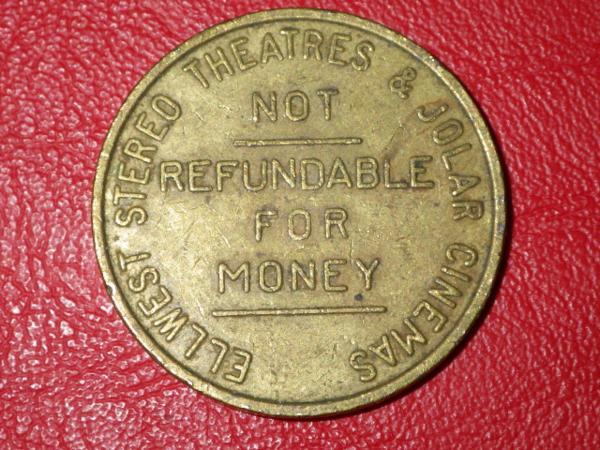 ELLWEST STEREO THEATRES & JOLAR CINEMAS
NOT
REFUNDABLE
FOR
MONEY